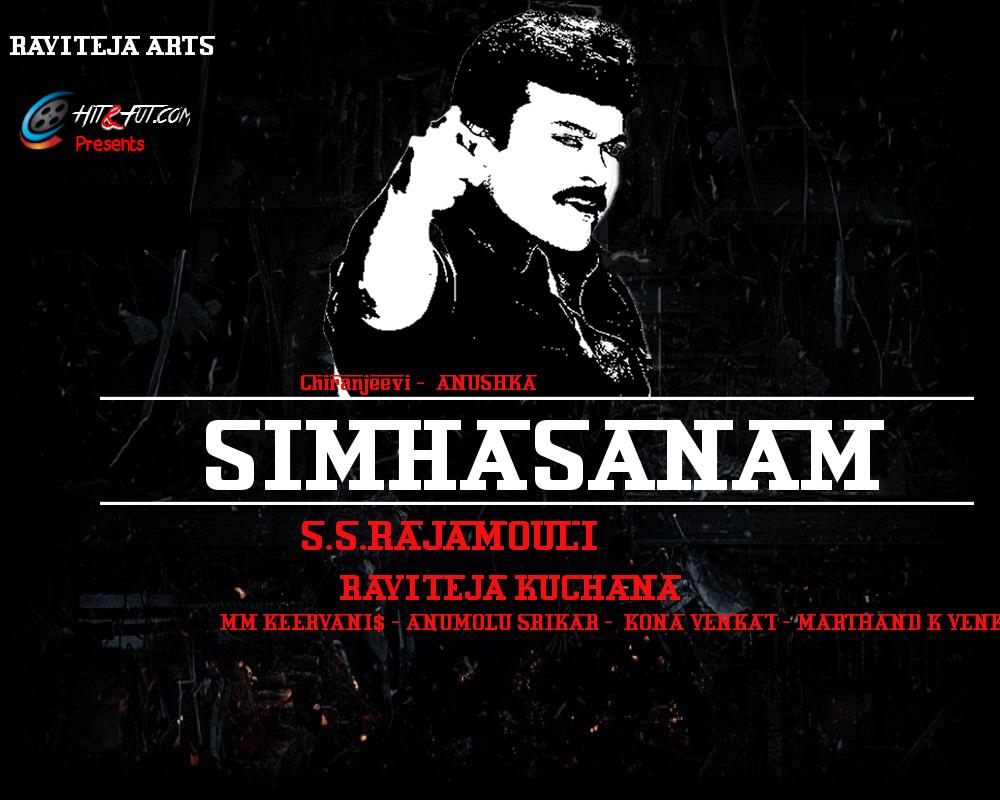 RAVITEJA ARTS
HIT&FUT.COM
Presents
Chiranjeevi - ANUSHKA
SIMHASANAM
S.S.RAJAMOULI
RAVITEJA KUCHANA
MM KEERVANI$ - ANUMOLU SRIKAR - KONA VENKAT - MARTHAND K VENK